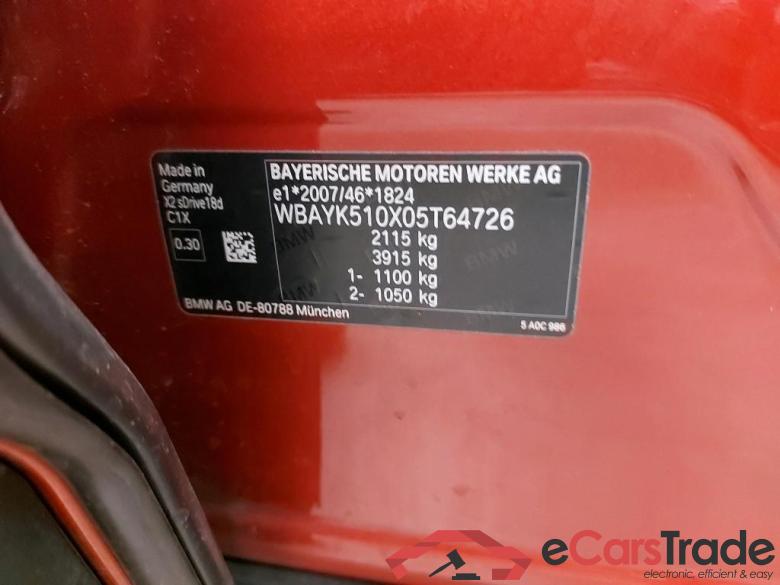 Made in
Germany
X2 sDrive18d
C1X
0.30
BAYERISCHE MOTOREN WERKE AG
e1*2007/46*1824
WBAYK510X05T64726
2115 kg
3915 kg
1- 1100 kg
2- 1050 kg
BMW AG DE-80788 München
5 A0C 986
eCarsTrade
electronic, efficient & easy